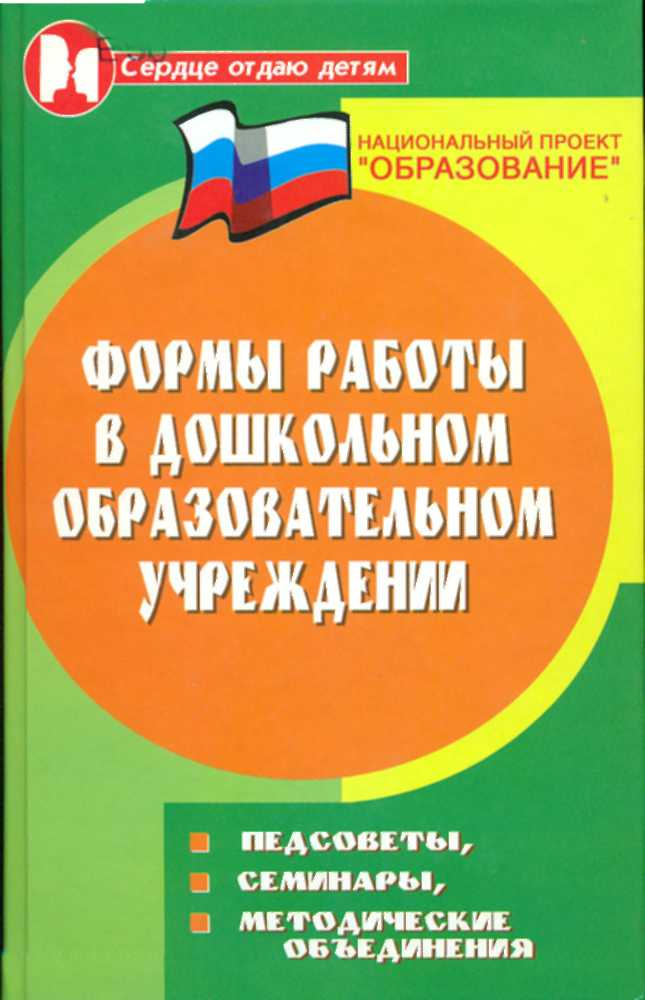 Сердце отдаю детям
НАЦИОНАЛЬНЫЙ ПРОЕКТ
"ОБРАЗОВАНИЕ"
ФОРМЫ РАБОТЫ
В ДОШКОЛЬНОМ
ОБРАЗОВАТЕЛЬНОМ
УЧРЕЖДЕНИИ
ПЕДСОВЕТЫ,
СЕМИНАРЫ,
МЕТОДИЧЕСКИЕ
ОБЪЕДИНЕНИЯ